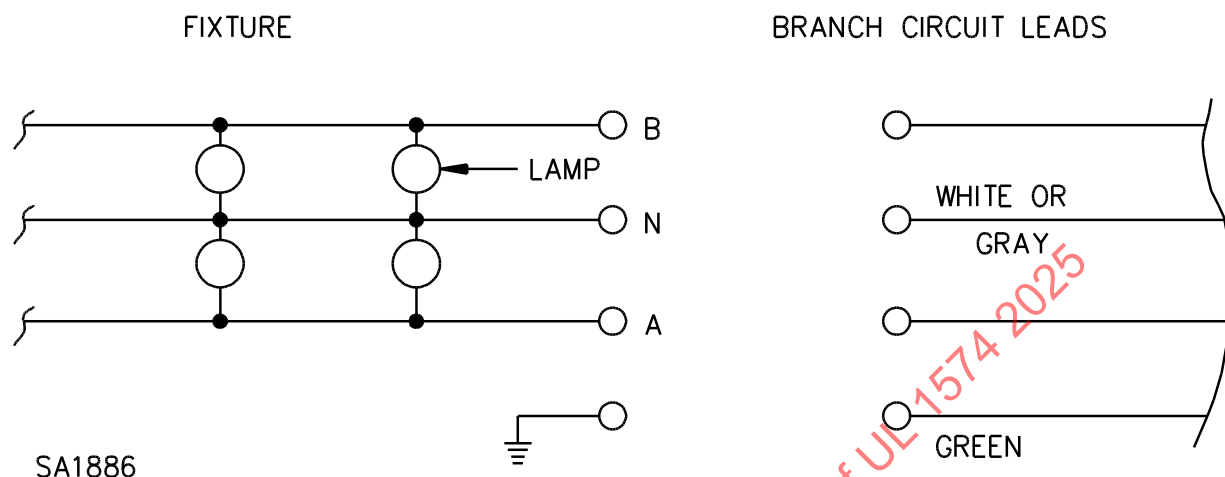 FIXTURE
BRANCH CIRCUIT LEADS
B
LAMP
WHITE OR
N
GRAY
A
GREEN
SA1886
f UL 1574 2025